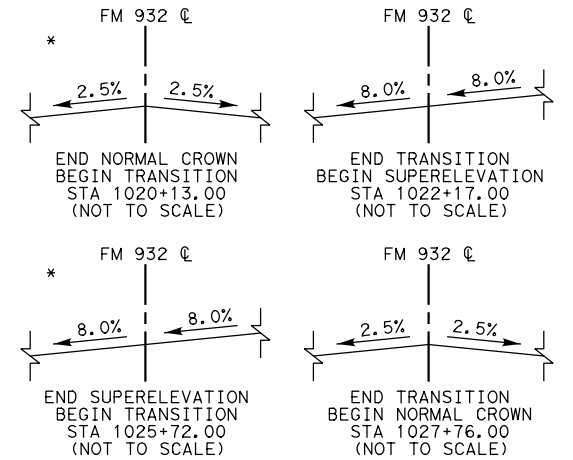 FM 932 ℄
*
2.5%
2.5%
END NORMAL CROWN
BEGIN TRANSITION
STA 1020+13.00
(NOT TO SCALE)
FM 932 ℄
8.0%
8.0%
END TRANSITION
BEGIN SUPERELEVATION
STA 1022+17.00
(NOT TO SCALE)
FM 932 ℄
*
8.0%
8.0%
END SUPERELEVATION
BEGIN TRANSITION
STA 1025+72.00
(NOT TO SCALE)
FM 932 ℄
2.5%
2.5%
END TRANSITION
BEGIN NORMAL CROWN
STA 1027+76.00
(NOT TO SCALE)